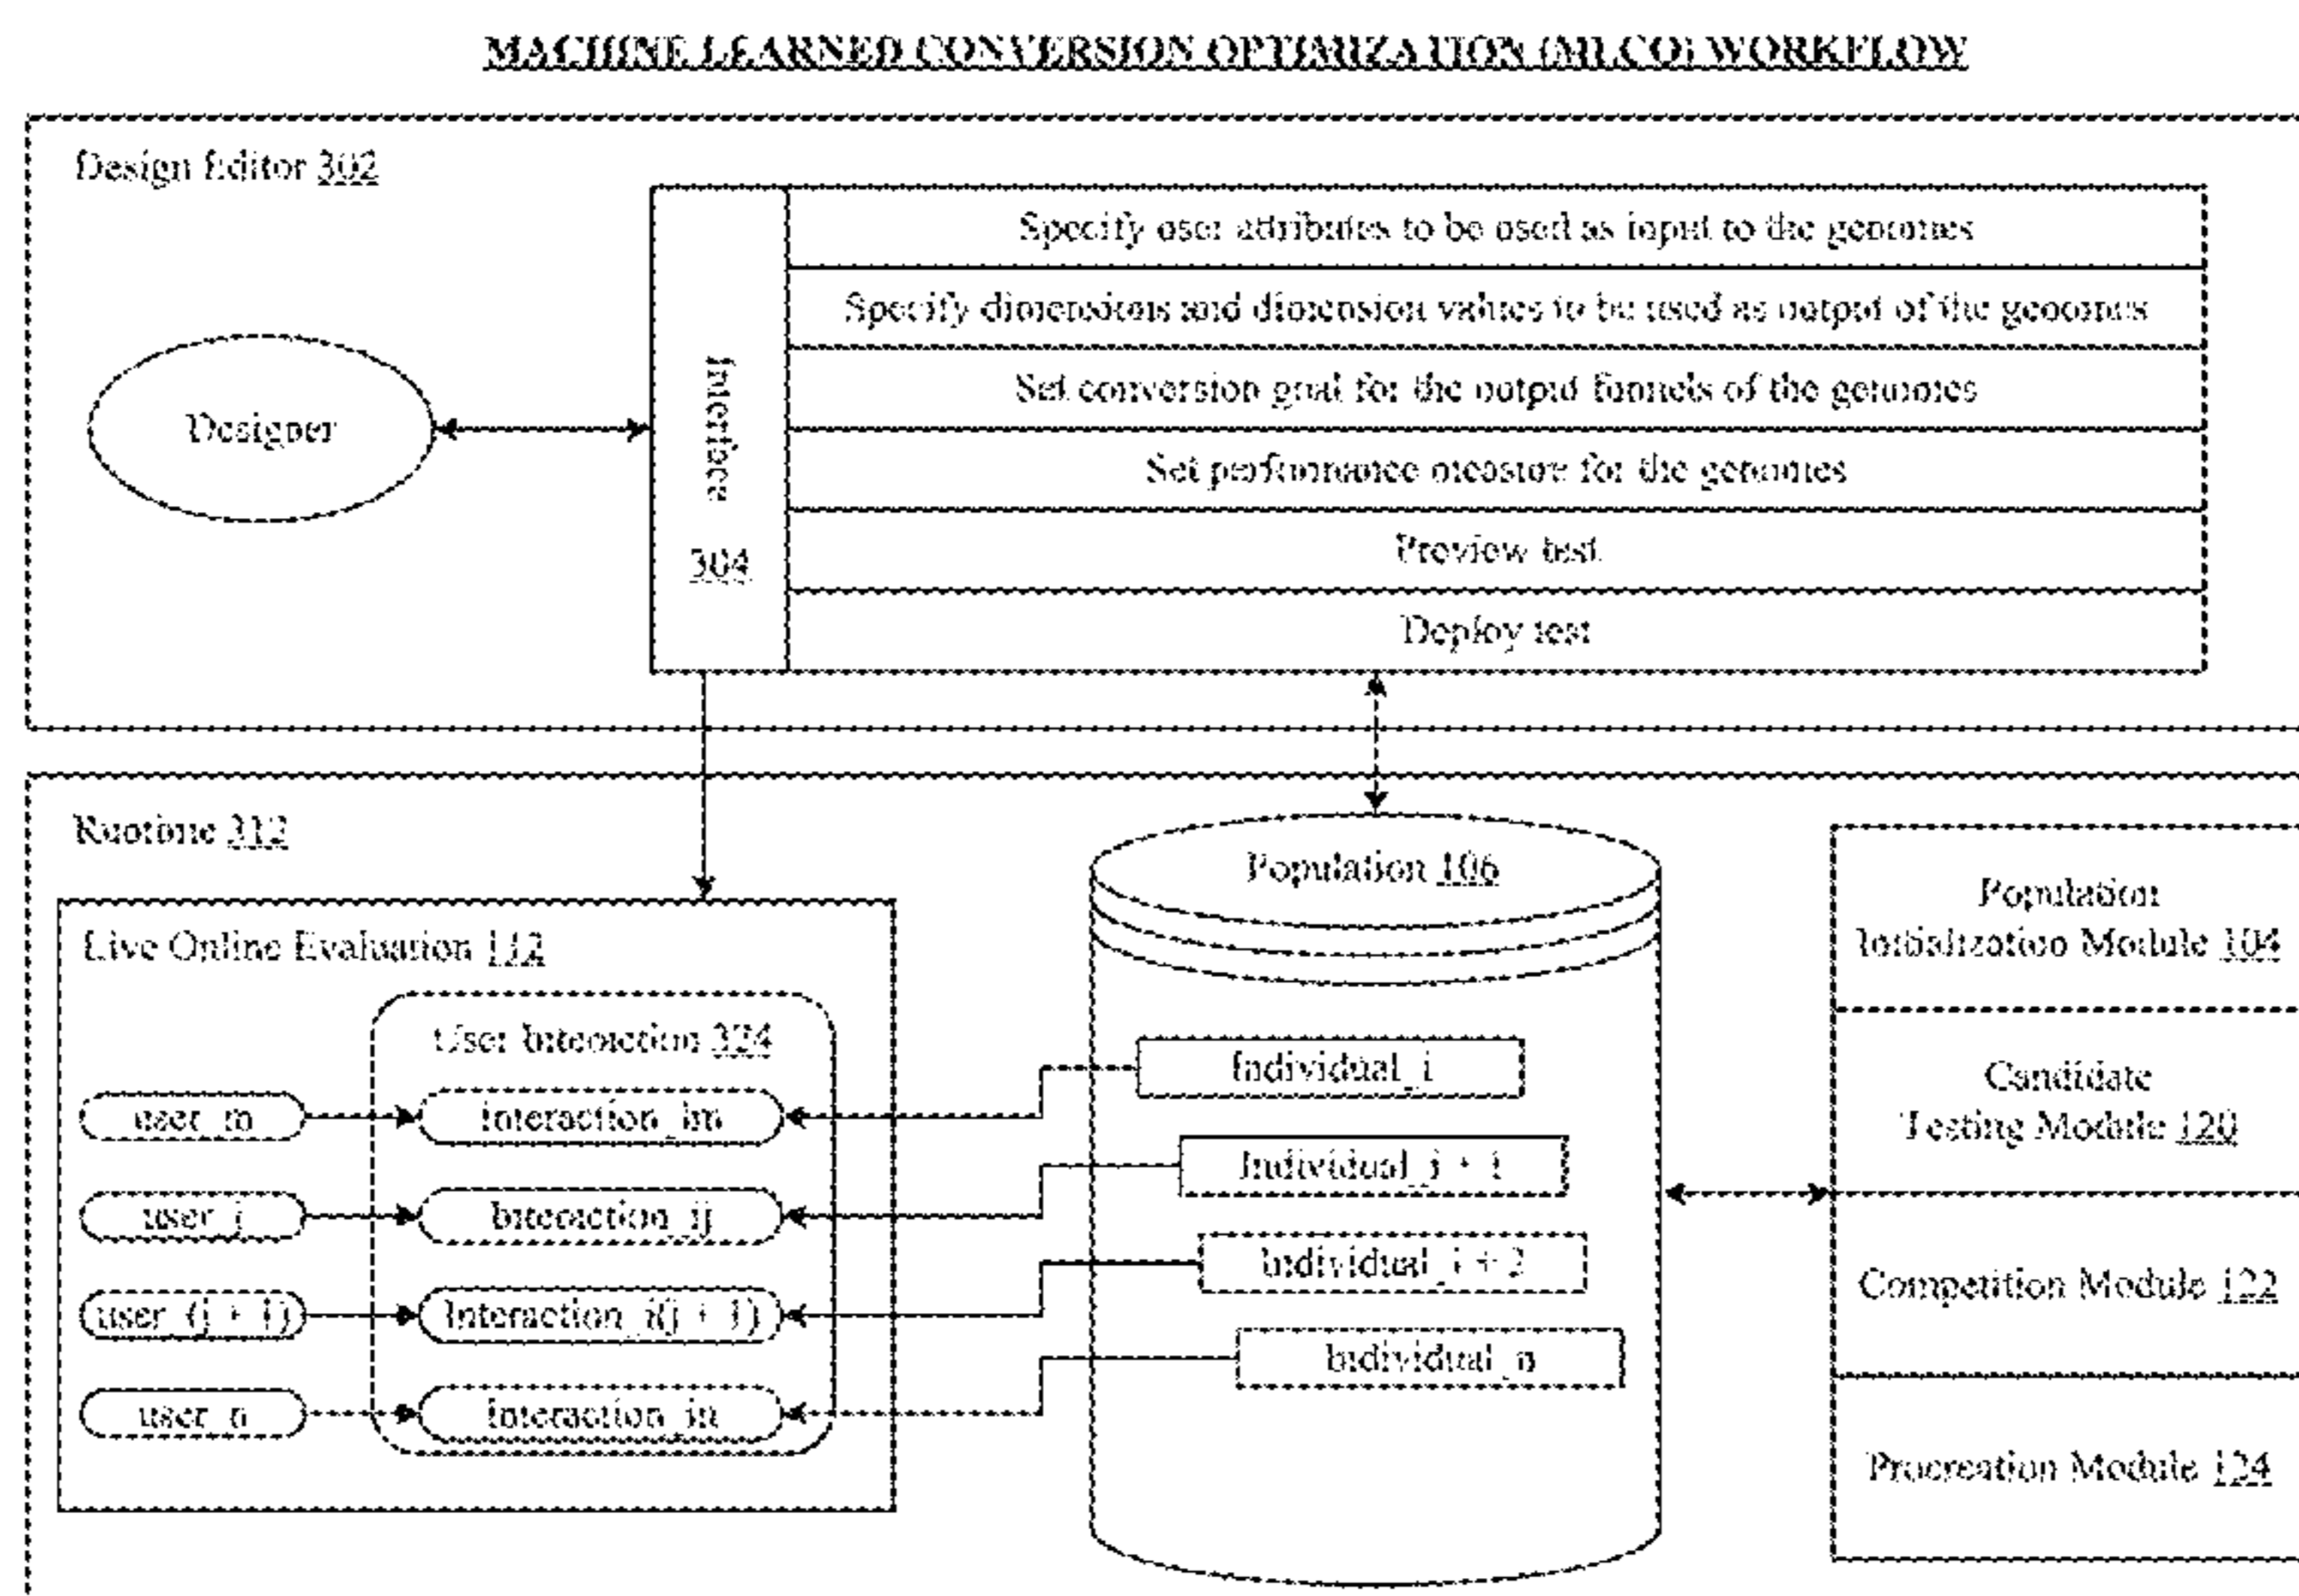 MACHINE LEARNED CONVERSION OPTIMIZATION (MLCO) WORKFLOW
Design Editor 302
Specify user attributes to be used as input to the genomes
Specify dimensions and dimension values to be used as output of the genomes
Set conversion goal for the output funnels of the genomes
Set performance measure for the genomes
Preview test
Deploy test
Designer
Interface
304
Runtime 312
Live Online Evaluation 112
User Interaction 324
user_m
Interaction_im
user_j
Interaction_ij
user_(j + 1)
Interaction_i(j + 1)
user_n
Interaction_in
Population 106
Individual_i
Individual_i + 1
Individual_i + 2
Individual_n
Population
Initialization Module 104
Candidate
Testing Module 120
Competition Module 122
Procreation Module 124